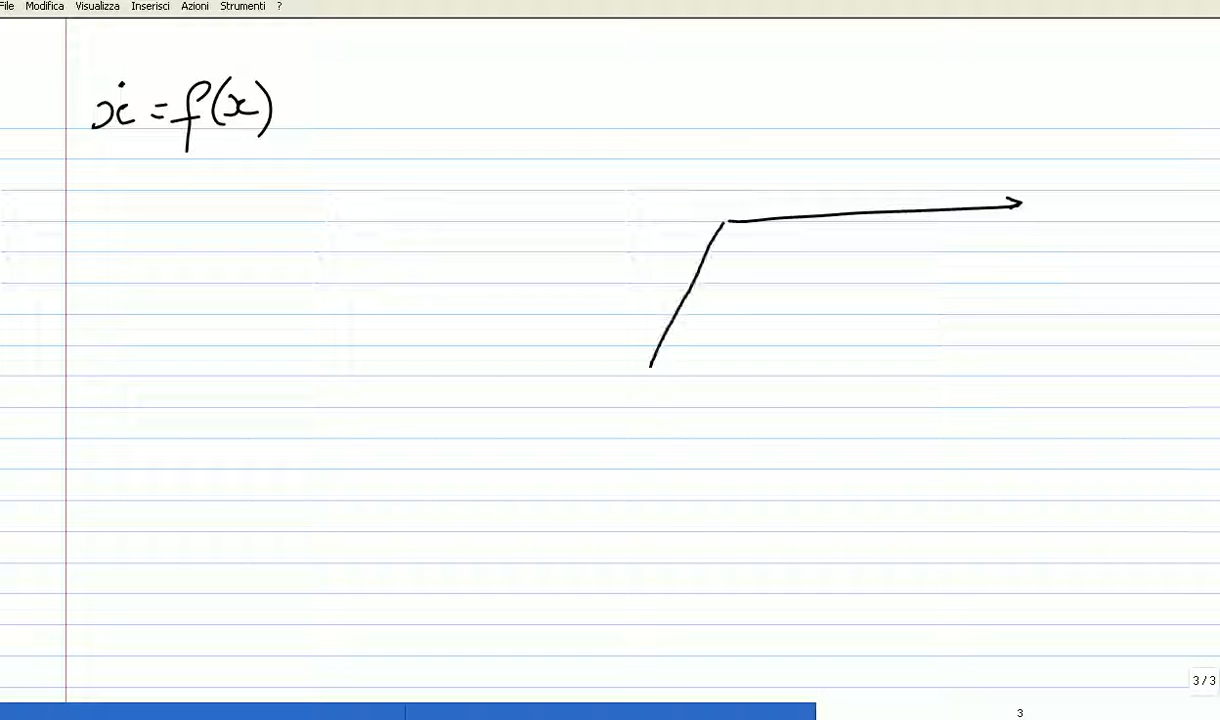 File Modifica Visualizza Inserisci Azioni Strumenti ?
ẋ = f(x)
3 / 3
3